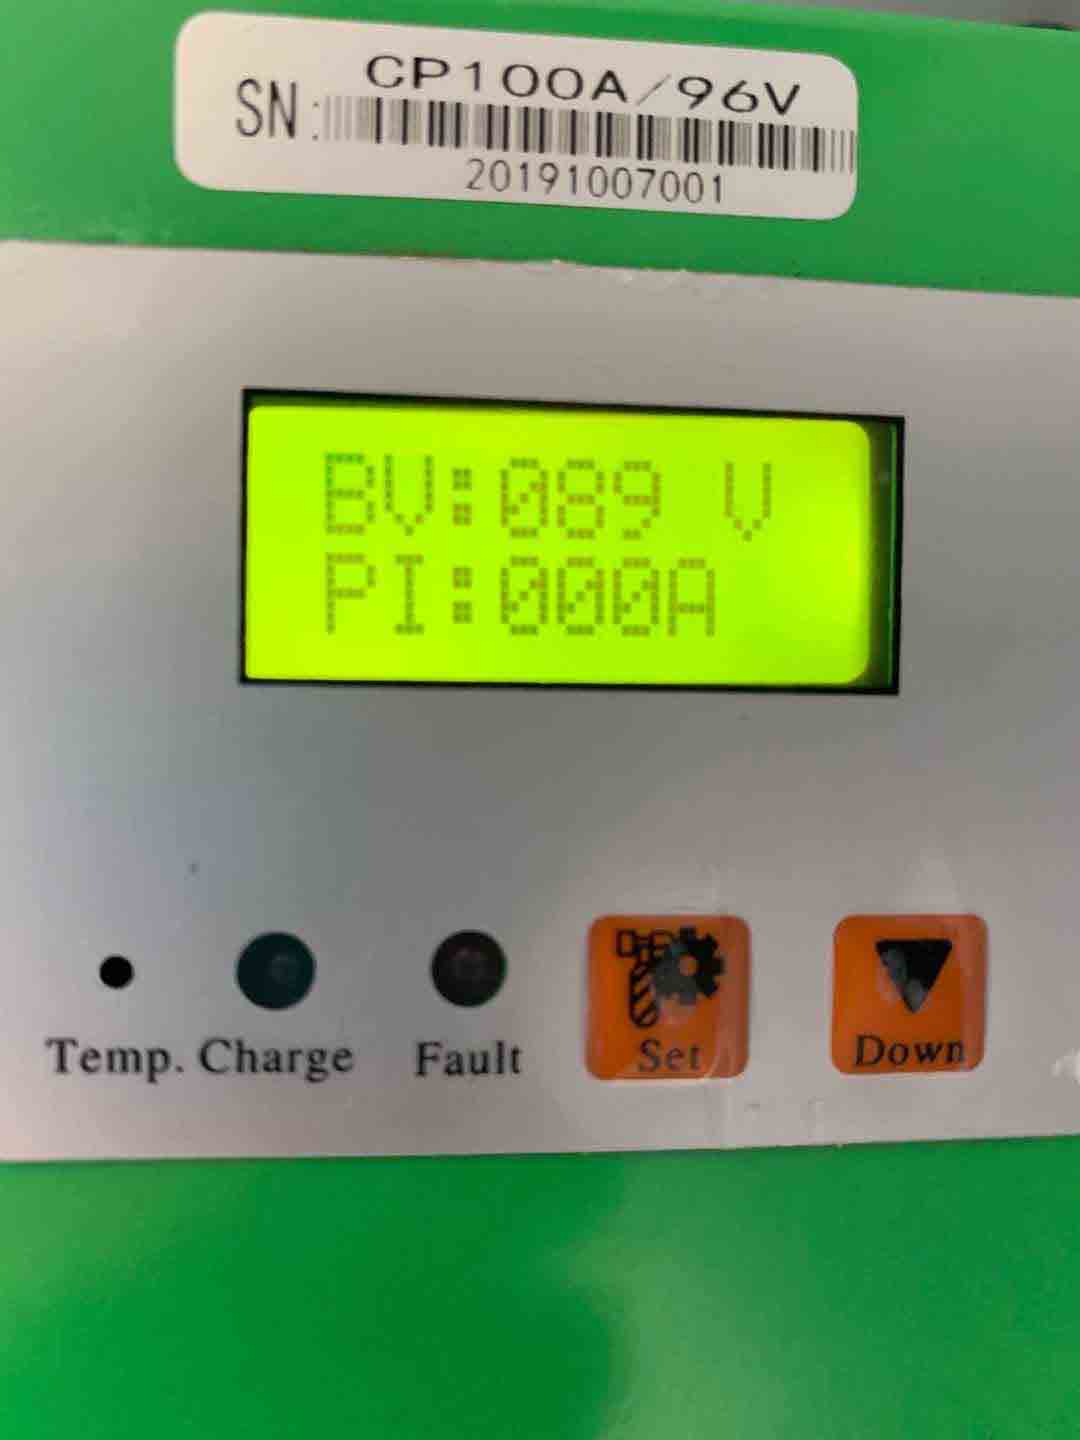 CP100A/96V
SN:
20191007001
BV:089 V
PI:000A
Temp. Charge Fault Set Down